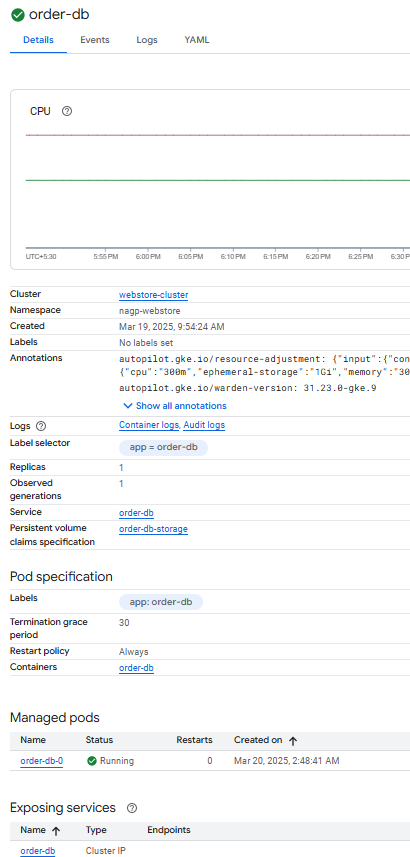 order-db
Details Events Logs YAML
CPU
UTC+5:30 5:55 PM 6:00 PM 6:05 PM 6:10 PM 6:15 PM 6:20 PM 6:25 PM 6:30 P
Cluster webstore-cluster
Namespace nagp-webstore
Created Mar 19, 2025, 9:54:24 AM
Labels No labels set
Annotations autopilot.gke.io/resource-adjustment: {"input":{"con
{"cpu":"300m","ephemeral-storage":"1Gi","memory":"30
autopilot.gke.io/warden-version: 31.23.0-gke.9
Show all annotations
Logs Container logs, Audit logs
Label selector app = order-db
Replicas 1
Observed 1
generations
Service order-db
Persistent volume order-db-storage
claims specification
Pod specification
Labels app: order-db
Termination grace 30
period
Restart policy Always
Containers order-db
Managed pods
Name Status Restarts Created on
order-db-0 Running 0 Mar 20, 2025, 2:48:41 AM
Exposing services
Name Type Endpoints
order-db Cluster IP